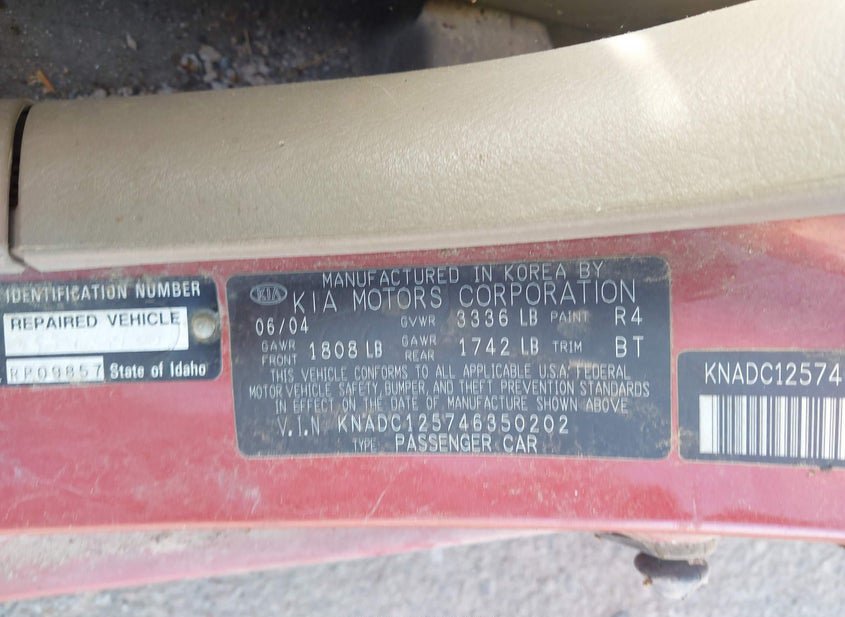 IDENTIFICATION NUMBER
REPAIRED VEHICLE
RP09857 State of Idaho
MANUFACTURED IN KOREA BY
KIA KIA MOTORS CORPORATION
06/04 GVWR 3336 LB PAINT R4
GAWR FRONT 1808 LB GAWR REAR 1742 LB TRIM BT
THIS VEHICLE CONFORMS TO ALL APPLICABLE U.S.A. FEDERAL
MOTOR VEHICLE SAFETY, BUMPER, AND THEFT PREVENTION STANDARDS
IN EFFECT ON THE DATE OF MANUFACTURE SHOWN ABOVE
V.I.N KNADC125746350202
TYPE: PASSENGER CAR
KNADC12574